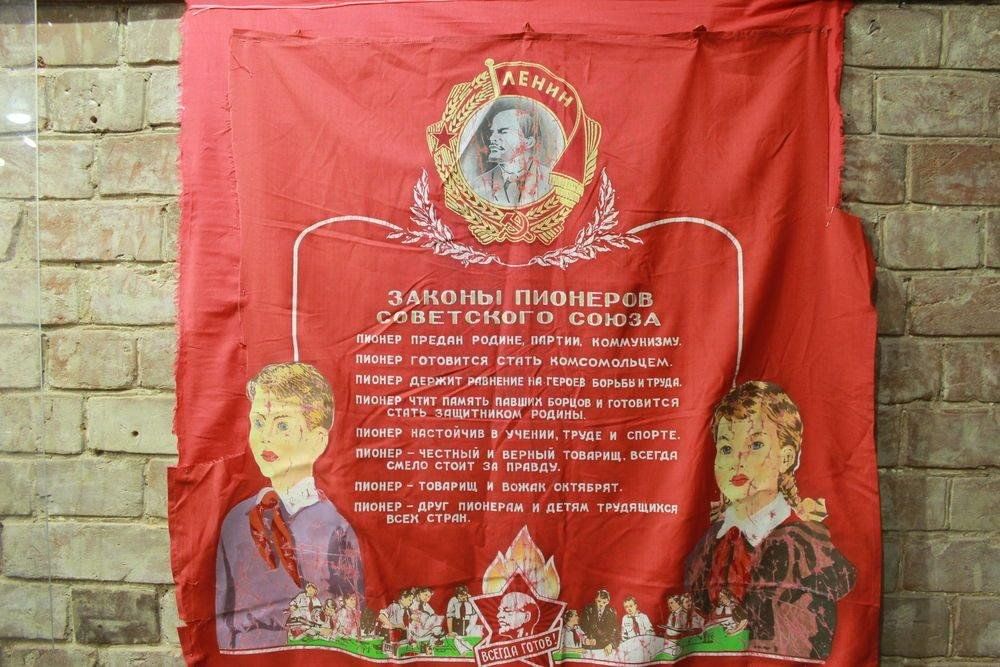 ЛЕНИН
ЗАКОНЫ ПИОНЕРОВ
СОВЕТСКОГО СОЮЗА
ПИОНЕР ПРЕДАН РОДИНЕ, ПАРТИИ, КОММУНИЗМУ.
ПИОНЕР ГОТОВИТСЯ СТАТЬ КОМСОМОЛЬЦЕМ.
ПИОНЕР ДЕРЖИТ РАВНЕНИЕ НА ГЕРОЕВ БОРЬБЫ И ТРУДА.
ПИОНЕР ЧТИТ ПАМЯТЬ ПАВШИХ БОРЦОВ И ГОТОВИТСЯ
СТАТЬ ЗАЩИТНИКОМ РОДИНЫ.
ПИОНЕР НАСТОЙЧИВ В УЧЕНИИ, ТРУДЕ И СПОРТЕ.
ПИОНЕР – ЧЕСТНЫЙ И ВЕРНЫЙ ТОВАРИЩ, ВСЕГДА
СМЕЛО СТОИТ ЗА ПРАВДУ.
ПИОНЕР – ТОВАРИЩ И ВОЖАК ОКТЯБРЯТ.
ПИОНЕР – ДРУГ ПИОНЕРАМ И ДЕТЯМ ТРУДЯЩИХСЯ
ВСЕХ СТРАН.
ВСЕГДА ГОТОВ!